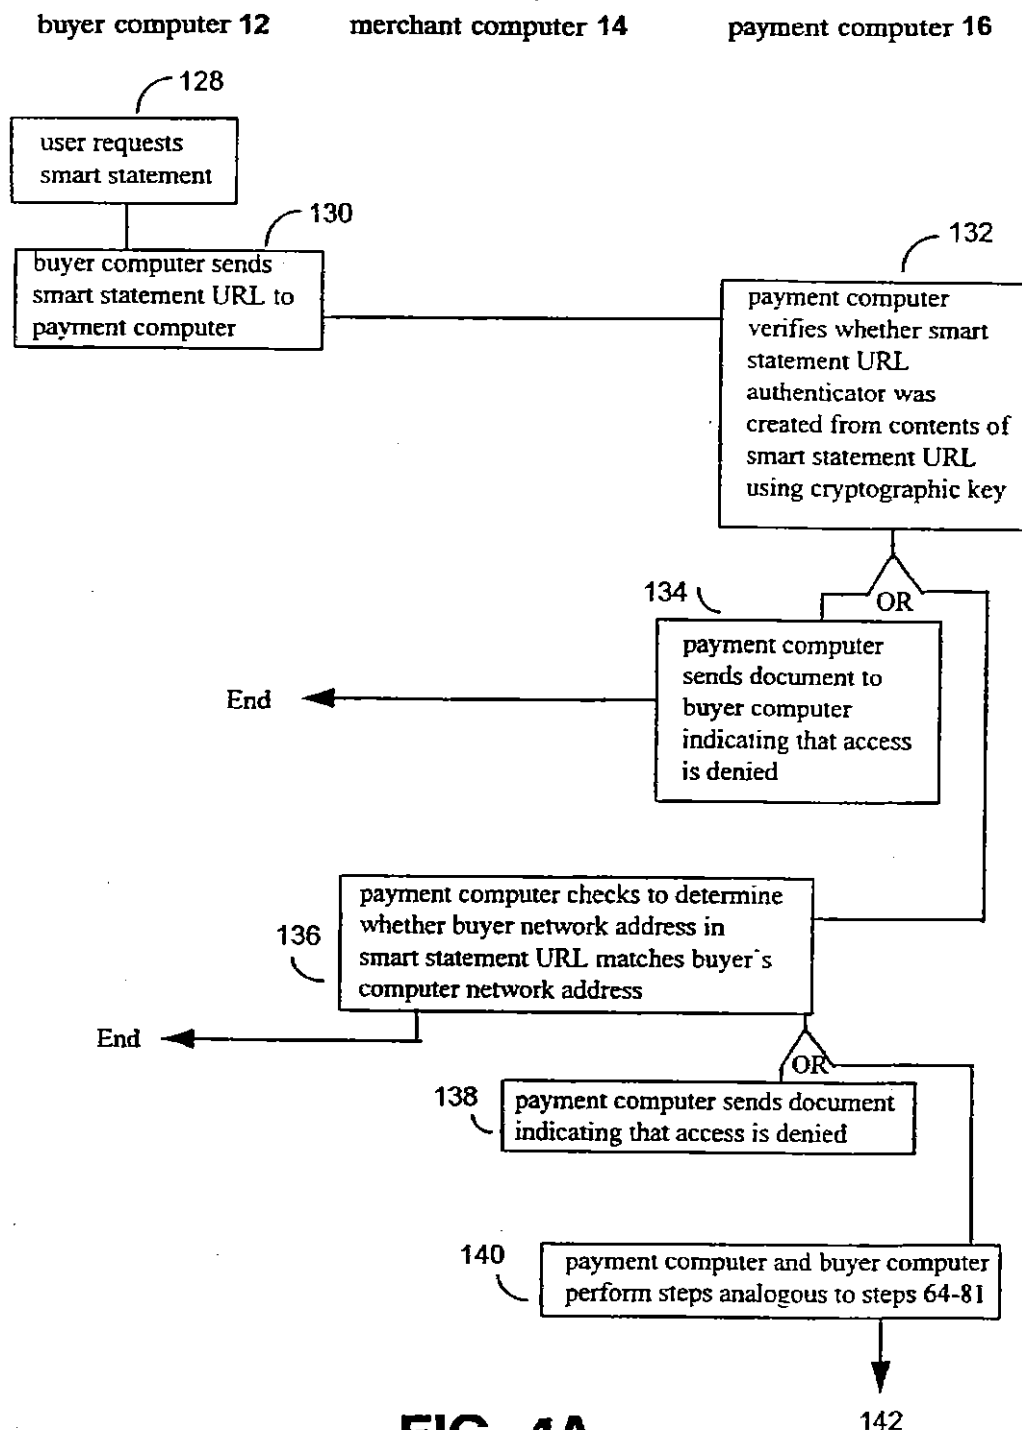 buyer computer 12 merchant computer 14 payment computer 16
128
user requests
smart statement
130
buyer computer sends
smart statement URL to
payment computer
132
payment computer
verifies whether smart
statement URL
authenticator was
created from contents of
smart statement URL
using cryptographic key
OR
134
payment computer
sends document to
buyer computer
indicating that access
is denied
End
136
payment computer checks to determine
whether buyer network address in
smart statement URL matches buyer's
computer network address
End
OR
138
payment computer sends document
indicating that access is denied
140
payment computer and buyer computer
perform steps analogous to steps 64-81
142
FIG. 4A